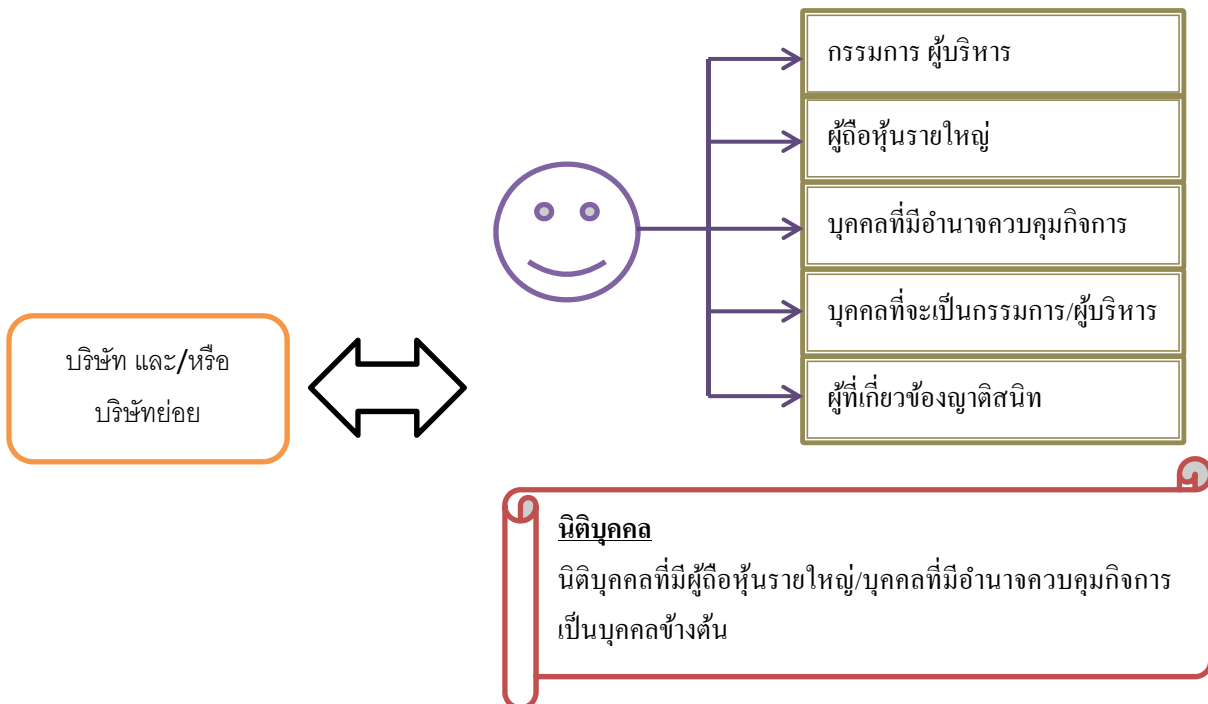 กรรมการ ผู้บริหาร
ผู้ถือหุ้นรายใหญ่
บุคคลที่มีอำนาจควบคุมกิจการ
บุคคลที่จะเป็นกรรมการ/ผู้บริหาร
ผู้ที่เกี่ยวข้องญาติสนิท
บริษัท และ/หรือ
บริษัทย่อย
นิติบุคคล
นิติบุคคลที่มีผู้ถือหุ้นรายใหญ่/บุคคลที่มีอำนาจควบคุมกิจการ
เป็นบุคคลข้างต้น